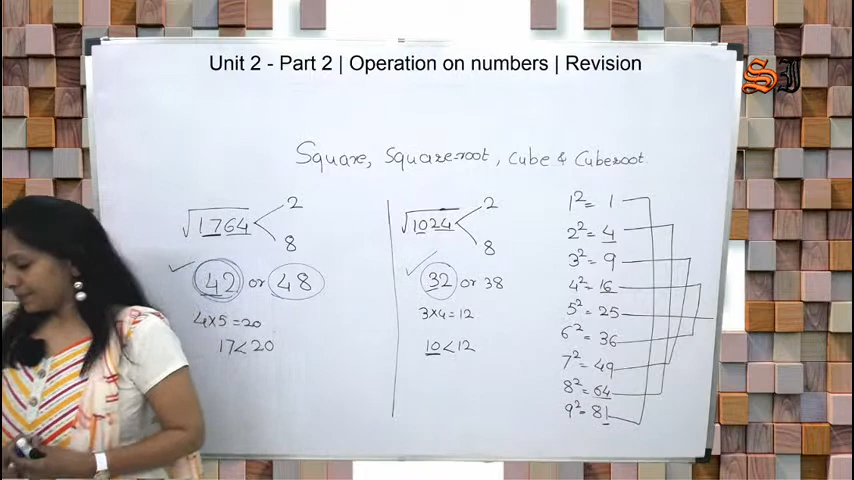 Unit 2 - Part 2 | Operation on numbers | Revision
SI
Square, Squareroot, Cube & Cuberoot.
√1764 2
8
42 or 48
4x5=20
17<20
√1024 2
8
32 or 38
3x4=12
10<12
1²= 1
2²= 4
3²= 9
4²= 16
5²= 25
6²= 36
7²= 49
8²= 64
9²= 81